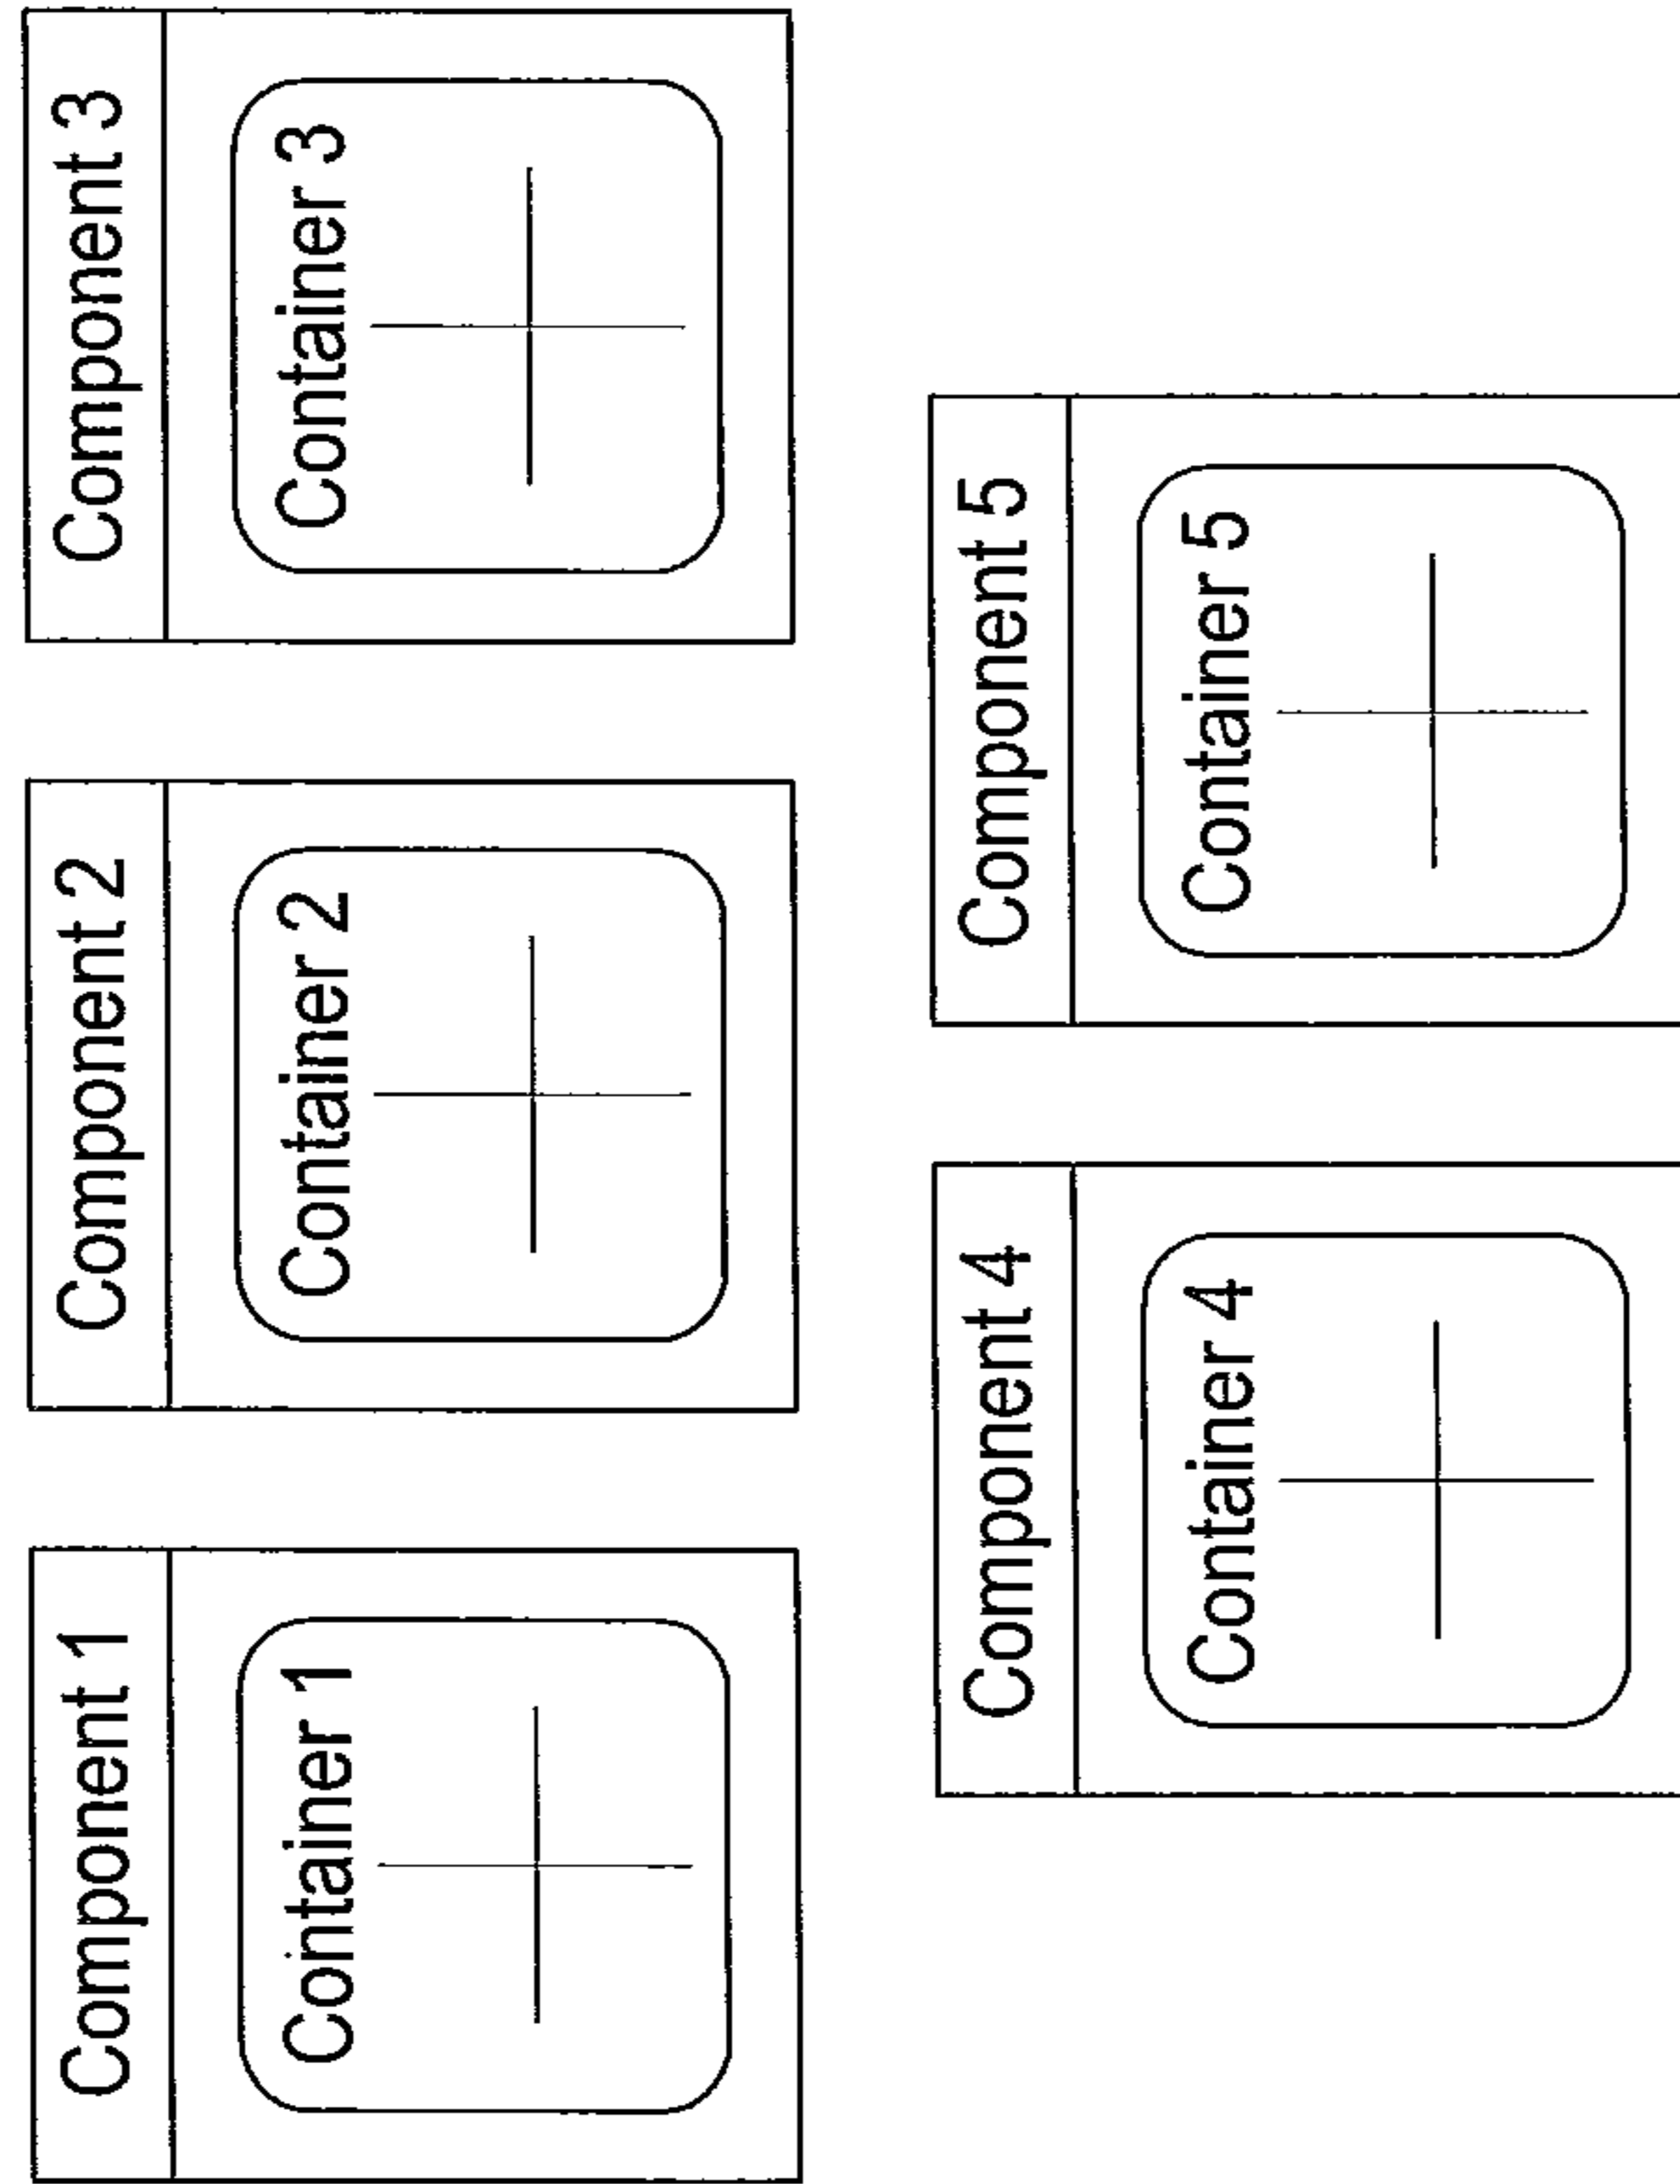 Component 1
Container 1
Component 2
Container 2
Component 3
Container 3
Component 4
Container 4
Component 5
Container 5